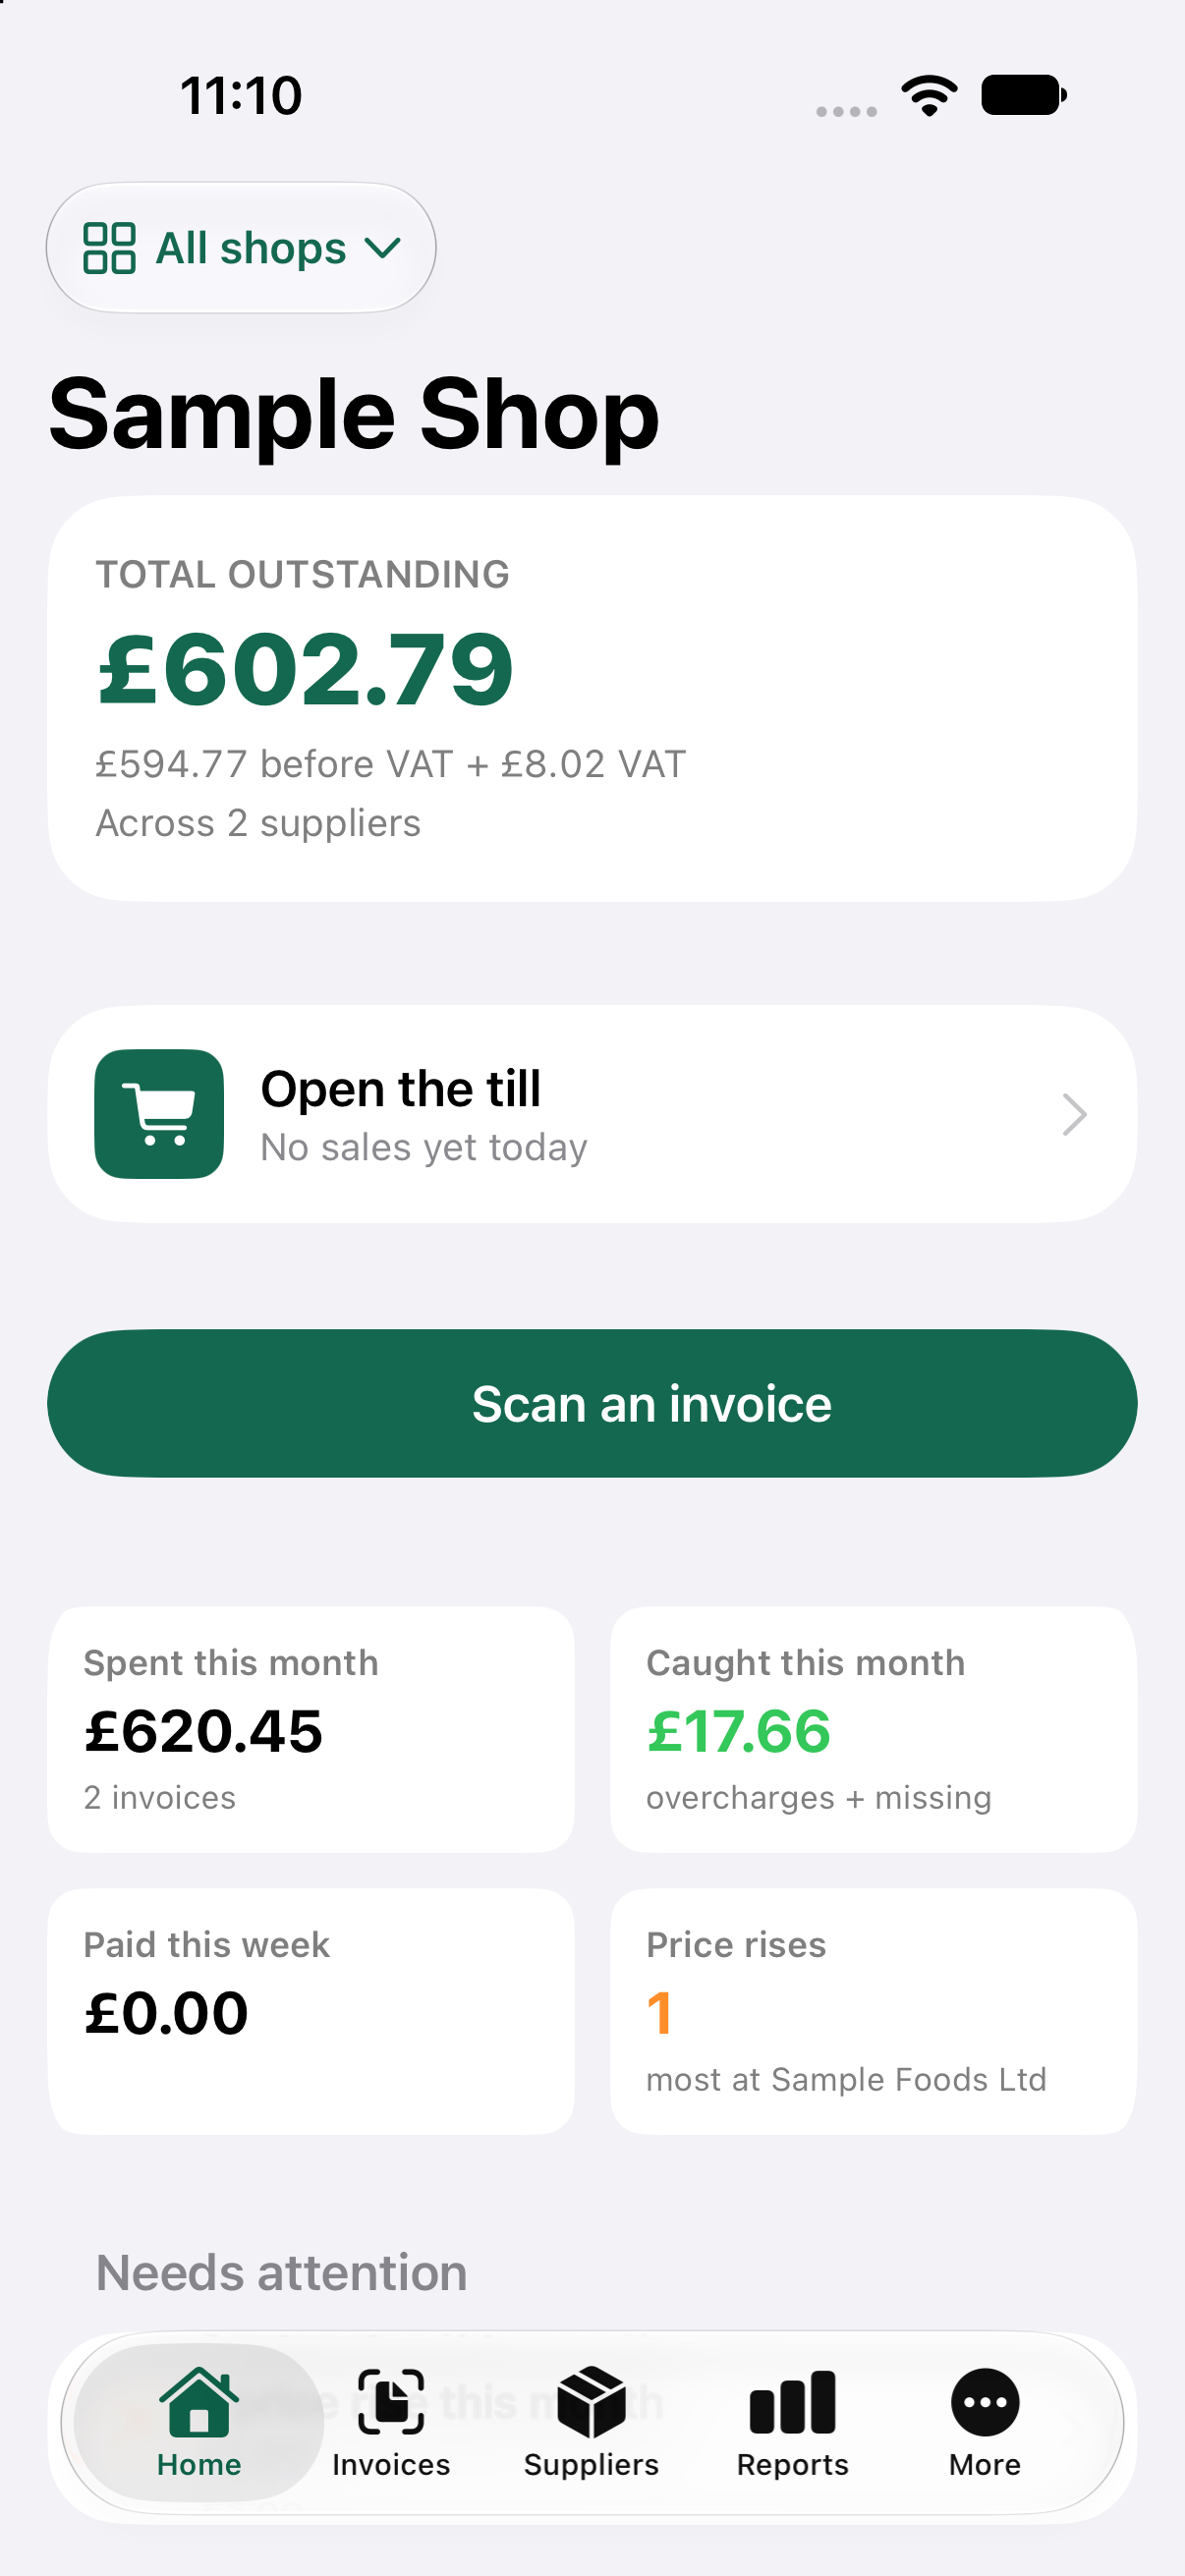 11:10
All shops
Sample Shop
TOTAL OUTSTANDING
£602.79
£594.77 before VAT + £8.02 VAT
Across 2 suppliers
Open the till
No sales yet today
Scan an invoice
Spent this month
£620.45
2 invoices
Caught this month
£17.66
overcharges + missing
Paid this week
£0.00
Price rises
1
most at Sample Foods Ltd
Needs attention
Home
Invoices
Suppliers
Reports
More